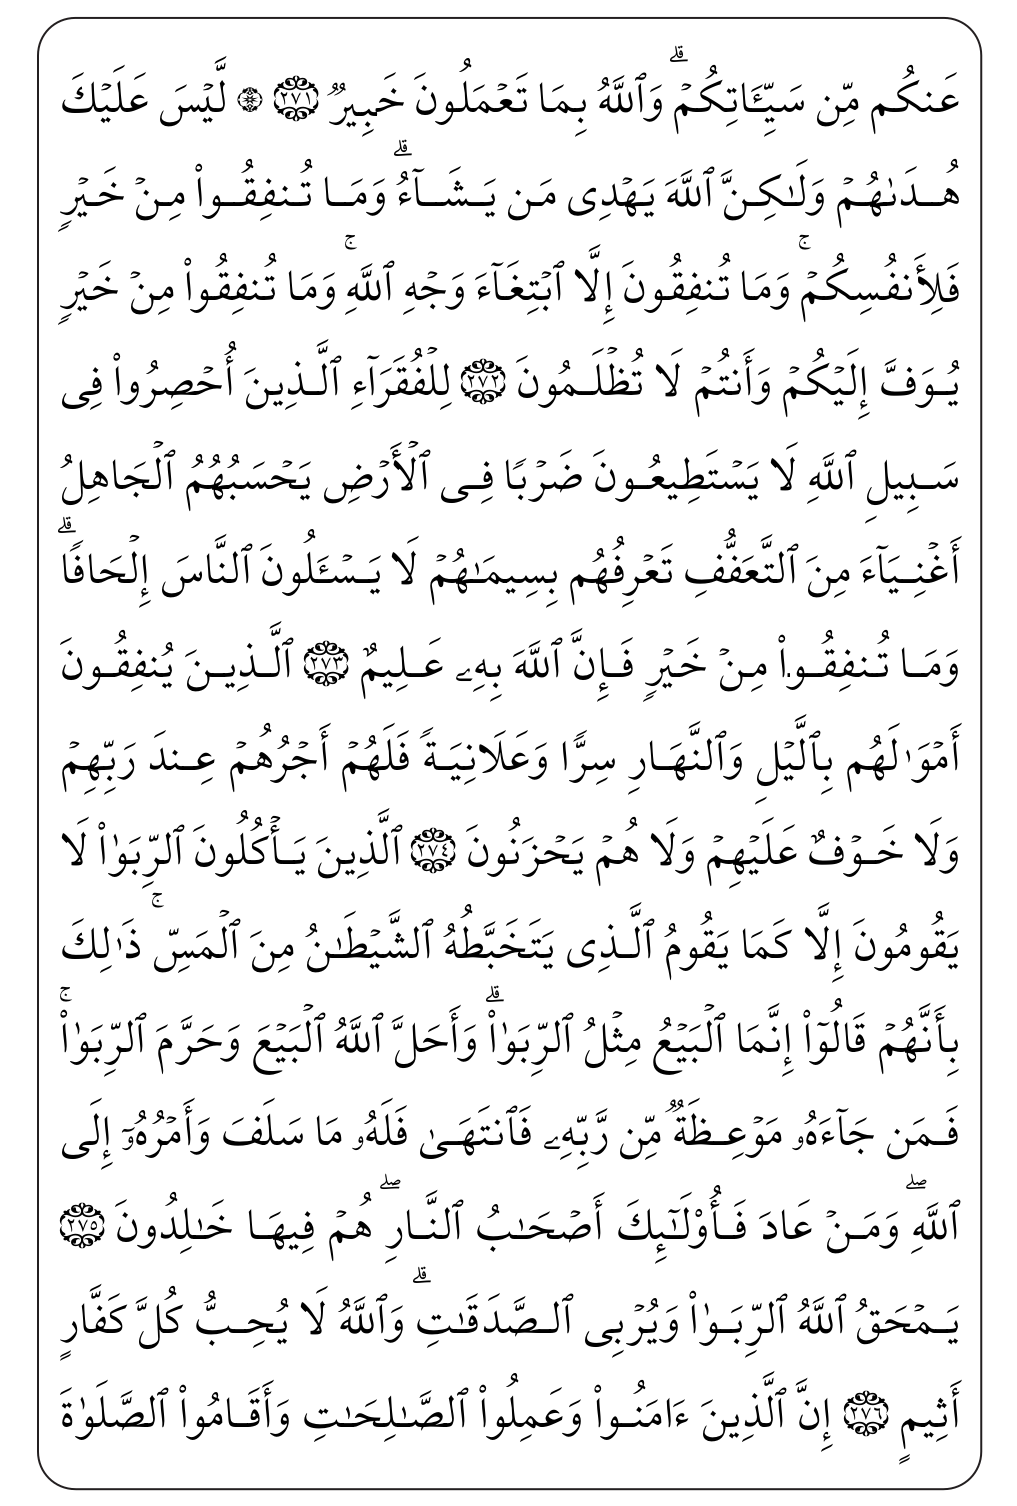 عَنكُم مِّن سَيِّـَٔاتِكُمْۗ وَٱللَّهُ بِمَا تَعْمَلُونَ خَبِيرٌ ۝٢٧١ ۞ لَّيْسَ عَلَيْكَ
هُدَىٰهُمْ وَلَـٰكِنَّ ٱللَّهَ يَهْدِى مَن يَشَآءُۗ وَمَا تُنفِقُوا۟ مِنْ خَيْرٍ
فَلِأَنفُسِكُمْۚ وَمَا تُنفِقُونَ إِلَّا ٱبْتِغَآءَ وَجْهِ ٱللَّهِۚ وَمَا تُنفِقُوا۟ مِنْ خَيْرٍ
يُوَفَّ إِلَيْكُمْ وَأَنتُمْ لَا تُظْلَمُونَ ۝٢٧٢ لِلْفُقَرَآءِ ٱلَّذِينَ أُحْصِرُوا۟ فِى
سَبِيلِ ٱللَّهِ لَا يَسْتَطِيعُونَ ضَرْبًا فِى ٱلْأَرْضِ يَحْسَبُهُمُ ٱلْجَاهِلُ
أَغْنِيَآءَ مِنَ ٱلتَّعَفُّفِ تَعْرِفُهُم بِسِيمَـٰهُمْ لَا يَسْـَٔلُونَ ٱلنَّاسَ إِلْحَافًاۗ
وَمَا تُنفِقُوا۟ مِنْ خَيْرٍ فَإِنَّ ٱللَّهَ بِهِۦ عَلِيمٌ ۝٢٧٣ ٱلَّذِينَ يُنفِقُونَ
أَمْوَٰلَهُم بِٱلَّيْلِ وَٱلنَّهَارِ سِرًّا وَعَلَانِيَةً فَلَهُمْ أَجْرُهُمْ عِندَ رَبِّهِمْ
وَلَا خَوْفٌ عَلَيْهِمْ وَلَا هُمْ يَحْزَنُونَ ۝٢٧٤ ٱلَّذِينَ يَأْكُلُونَ ٱلرِّبَوٰا۟ لَا
يَقُومُونَ إِلَّا كَمَا يَقُومُ ٱلَّذِى يَتَخَبَّطُهُ ٱلشَّيْطَـٰنُ مِنَ ٱلْمَسِّۚ ذَٰلِكَ
بِأَنَّهُمْ قَالُوٓا۟ إِنَّمَا ٱلْبَيْعُ مِثْلُ ٱلرِّبَوٰا۟ۗ وَأَحَلَّ ٱللَّهُ ٱلْبَيْعَ وَحَرَّمَ ٱلرِّبَوٰا۟ۚ
فَمَن جَآءَهُۥ مَوْعِظَةٌ مِّن رَّبِّهِۦ فَٱنتَهَىٰ فَلَهُۥ مَا سَلَفَ وَأَمْرُهُۥٓ إِلَى
ٱللَّهِۖ وَمَنْ عَادَ فَأُو۟لَـٰٓئِكَ أَصْحَـٰبُ ٱلنَّارِۖ هُمْ فِيهَا خَـٰلِدُونَ ۝٢٧٥
يَمْحَقُ ٱللَّهُ ٱلرِّبَوٰا۟ وَيُرْبِى ٱلصَّدَقَـٰتِۗ وَٱللَّهُ لَا يُحِبُّ كُلَّ كَفَّارٍ
أَثِيمٍ ۝٢٧٦ إِنَّ ٱلَّذِينَ ءَامَنُوا۟ وَعَمِلُوا۟ ٱلصَّـٰلِحَـٰتِ وَأَقَامُوا۟ ٱلصَّلَوٰةَ